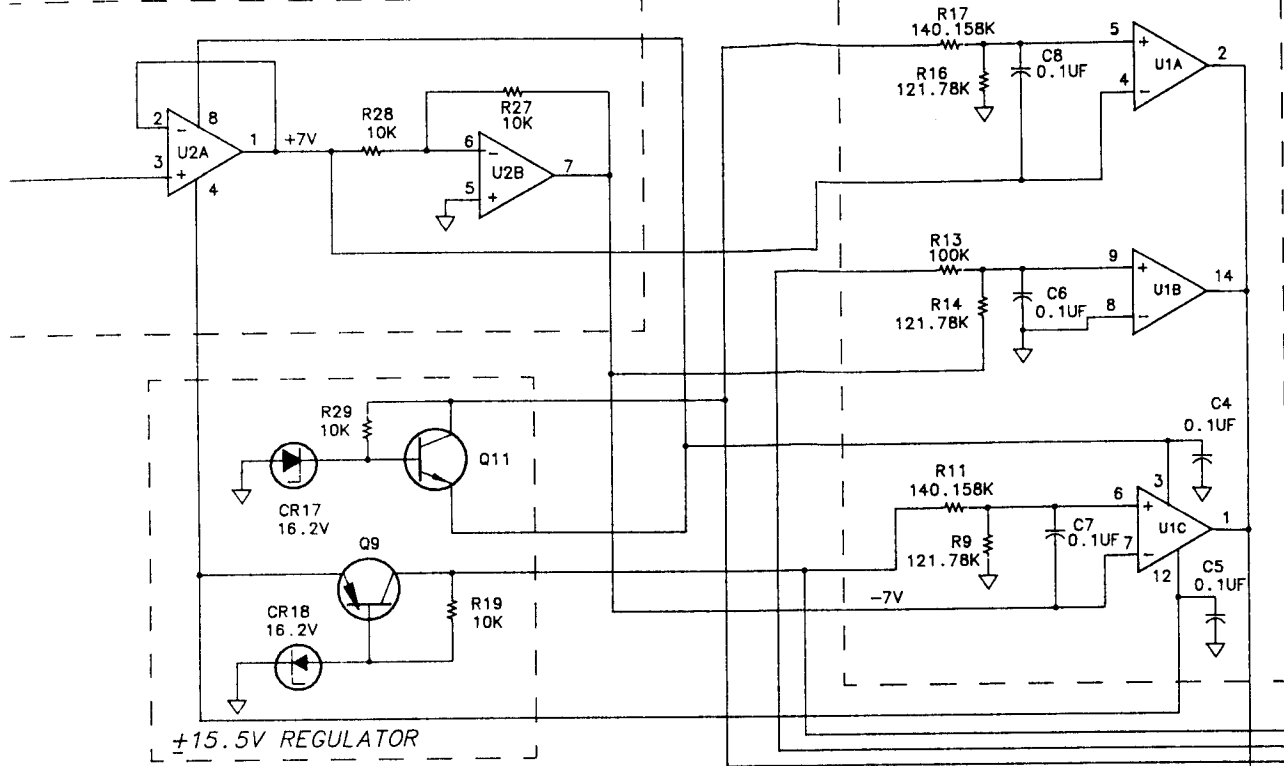 R17
140.158K
R16
121.78K
C8
0.1UF
5
4
+
-
U1A
2
2
3
-
+
8
U2A
4
1
+7V
R28
10K
R27
10K
6
5
-
+
U2B
7
R13
100K
R14
121.78K
C6
0.1UF
9
8
+
-
U1B
14
R29
10K
Q11
CR17
16.2V
C4
0.1UF
R11
140.158K
R9
121.78K
C7
0.1UF
6
7
+
-
3
U1C
12
1
C5
0.1UF
Q9
R19
10K
CR18
16.2V
-7V
±15.5V REGULATOR